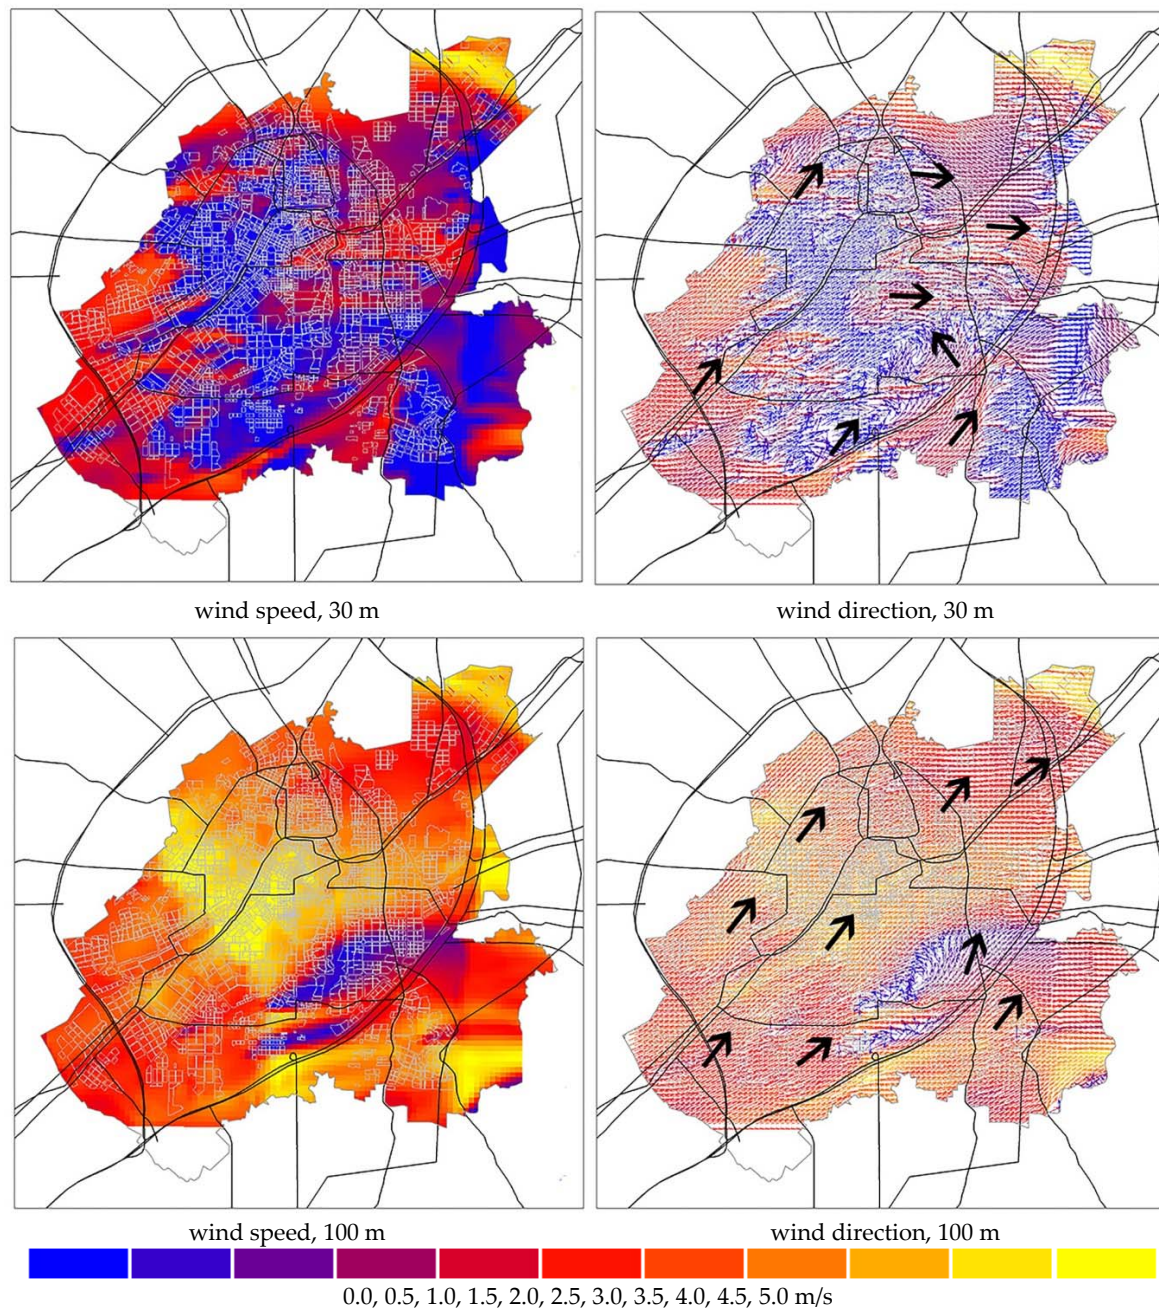 wind speed, 30 m
wind direction, 30 m
wind speed, 100 m
wind direction, 100 m
0.0, 0.5, 1.0, 1.5, 2.0, 2.5, 3.0, 3.5, 4.0, 4.5, 5.0 m/s